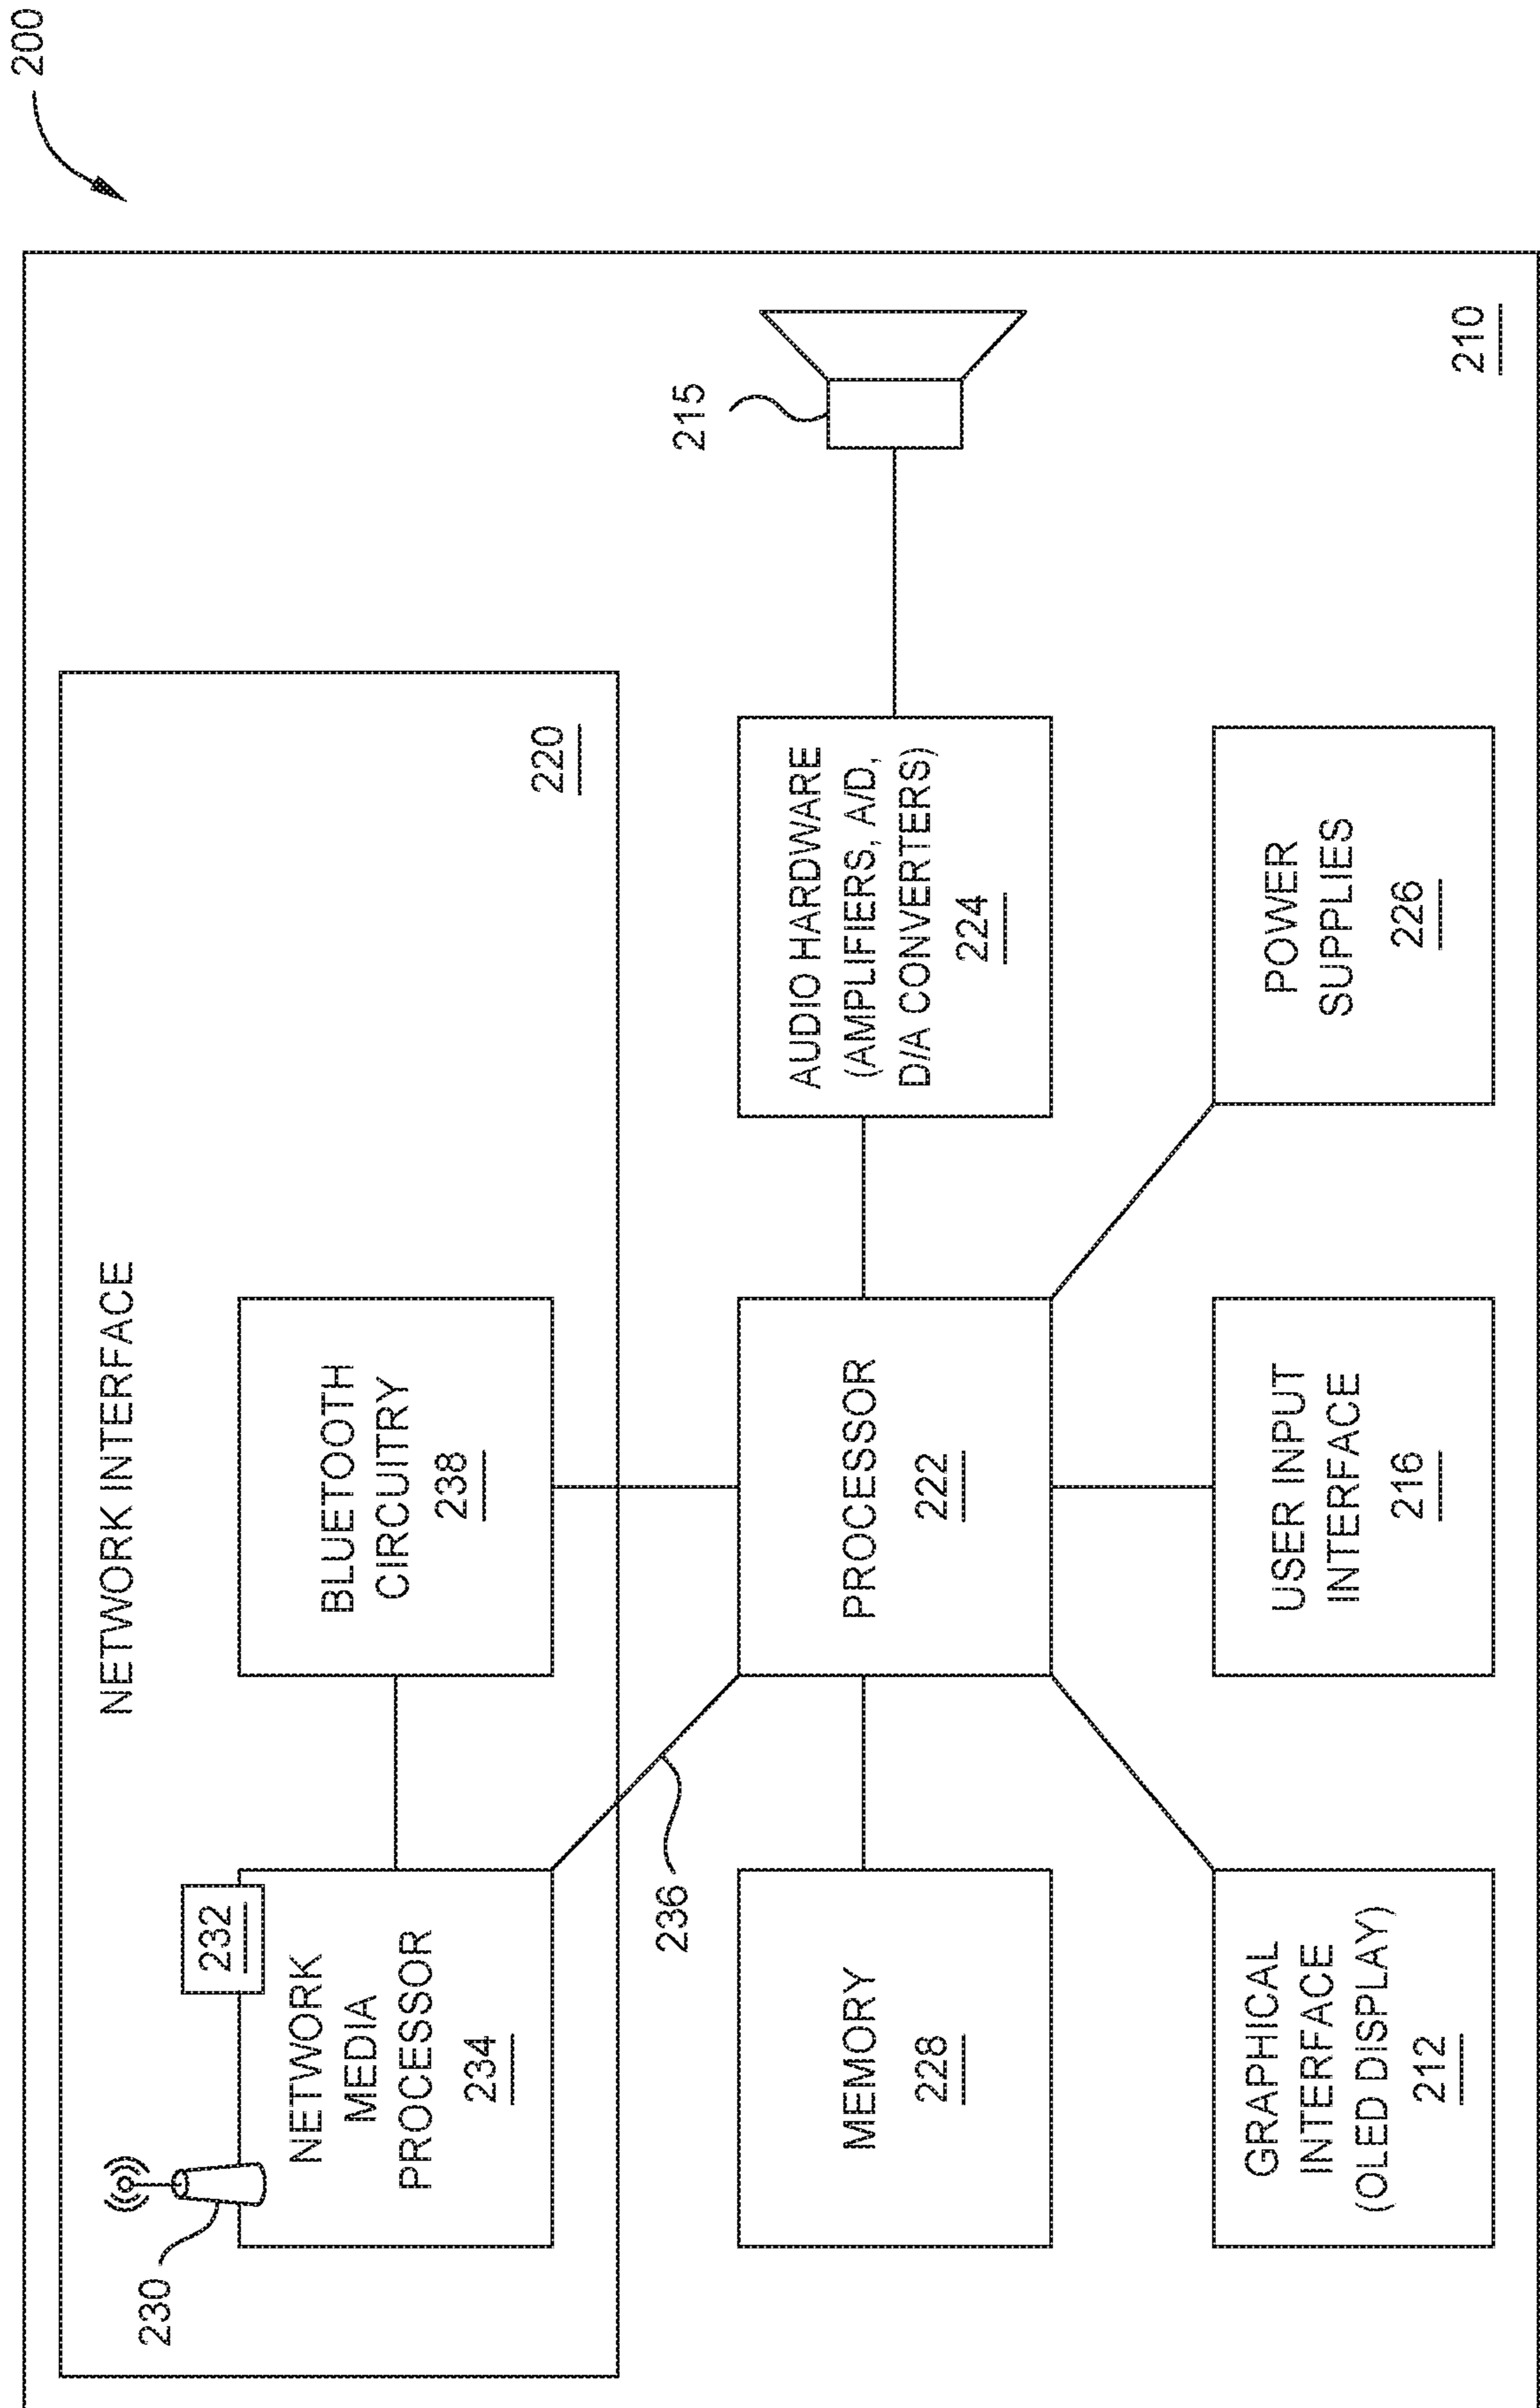 200
NETWORK INTERFACE
230
232
NETWORK
MEDIA
PROCESSOR
234
BLUETOOTH
CIRCUITRY
238
220
236
215
MEMORY
228
PROCESSOR
222
AUDIO HARDWARE
(AMPLIFIERS, A/D,
D/A CONVERTERS)
224
GRAPHICAL
INTERFACE
(OLED DISPLAY)
212
USER INPUT
INTERFACE
216
POWER
SUPPLIES
226
210